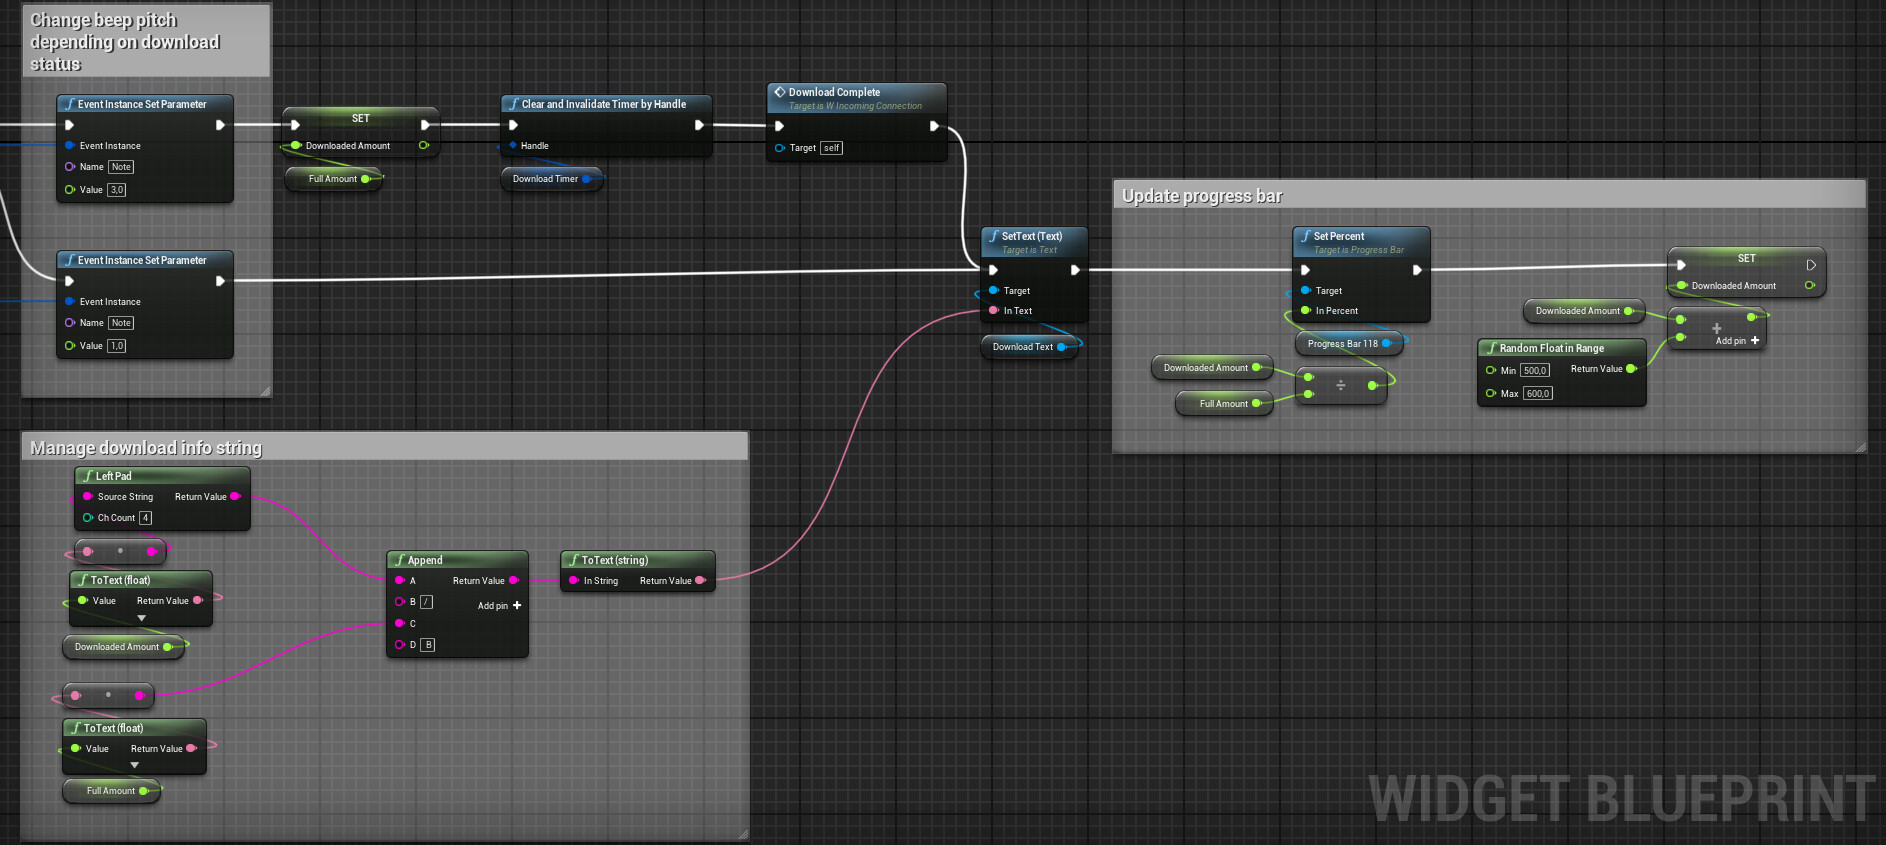 Change beep pitch
depending on download
status
Event Instance Set Parameter
Event Instance
Name Note
Value 3,0
SET
Downloaded Amount
Full Amount
Clear and Invalidate Timer by Handle
Handle
Download Timer
Download Complete
Target is W Incoming Connection
Target self
Event Instance Set Parameter
Event Instance
Name Note
Value 1,0
SetText (Text)
Target is Text
Target
In Text
Download Text
Update progress bar
Set Percent
Target is Progress Bar
Target
In Percent
Progress Bar 118
Downloaded Amount
Full Amount
÷
SET
Downloaded Amount
Downloaded Amount
+
Add pin +
Random Float in Range
Min 500,0 Return Value
Max 600,0
Manage download info string
Left Pad
Source String Return Value
Ch Count 4
ToText (float)
Value Return Value
Downloaded Amount
ToText (float)
Value Return Value
Full Amount
Append
A Return Value
B / Add pin +
C
D B
ToText (string)
In String Return Value
WIDGET BLUEPRINT